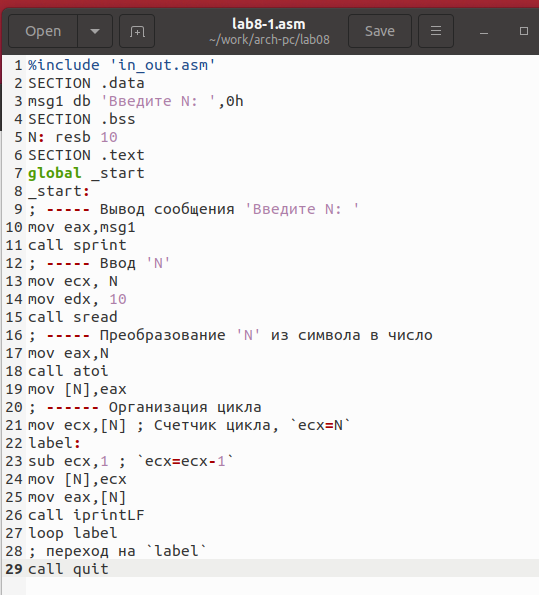 Open
lab8-1.asm
~/work/arch-pc/lab08
Save
1 %include 'in_out.asm'
2 SECTION .data
3 msg1 db 'Введите N: ',0h
4 SECTION .bss
5 N: resb 10
6 SECTION .text
7 global _start
8 _start:
9 ; ----- Вывод сообщения 'Введите N: '
10 mov eax,msg1
11 call sprint
12 ; ----- Ввод 'N'
13 mov ecx, N
14 mov edx, 10
15 call sread
16 ; ----- Преобразование 'N' из символа в число
17 mov eax,N
18 call atoi
19 mov [N],eax
20 ; ------ Организация цикла
21 mov ecx,[N] ; Счетчик цикла, `ecx=N`
22 label:
23 sub ecx,1 ; `ecx=ecx-1`
24 mov [N],ecx
25 mov eax,[N]
26 call iprintLF
27 loop label
28 ; переход на `label`
29 call quit